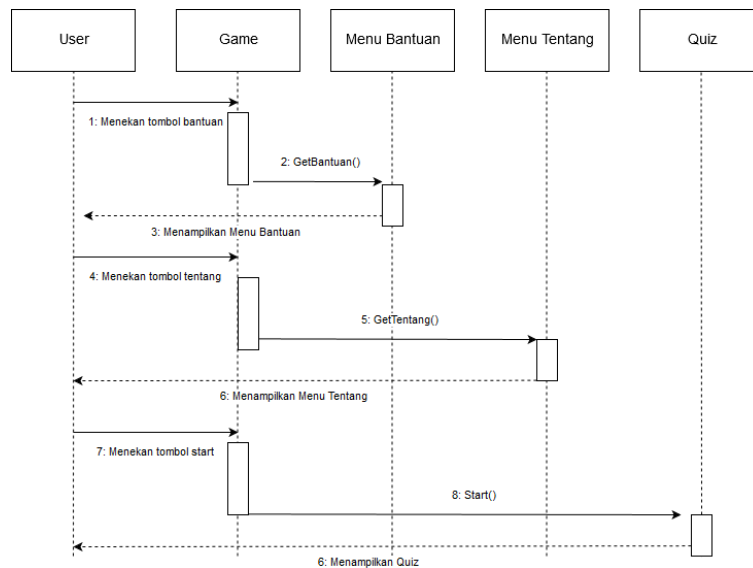 User
Game
Menu Bantuan
Menu Tentang
Quiz
1: Menekan tombol bantuan
2: GetBantuan()
3: Menampilkan Menu Bantuan
4: Menekan tombol tentang
5: GetTentang()
6: Menampilkan Menu Tentang
7: Menekan tombol start
8: Start()
6: Menampilkan Quiz